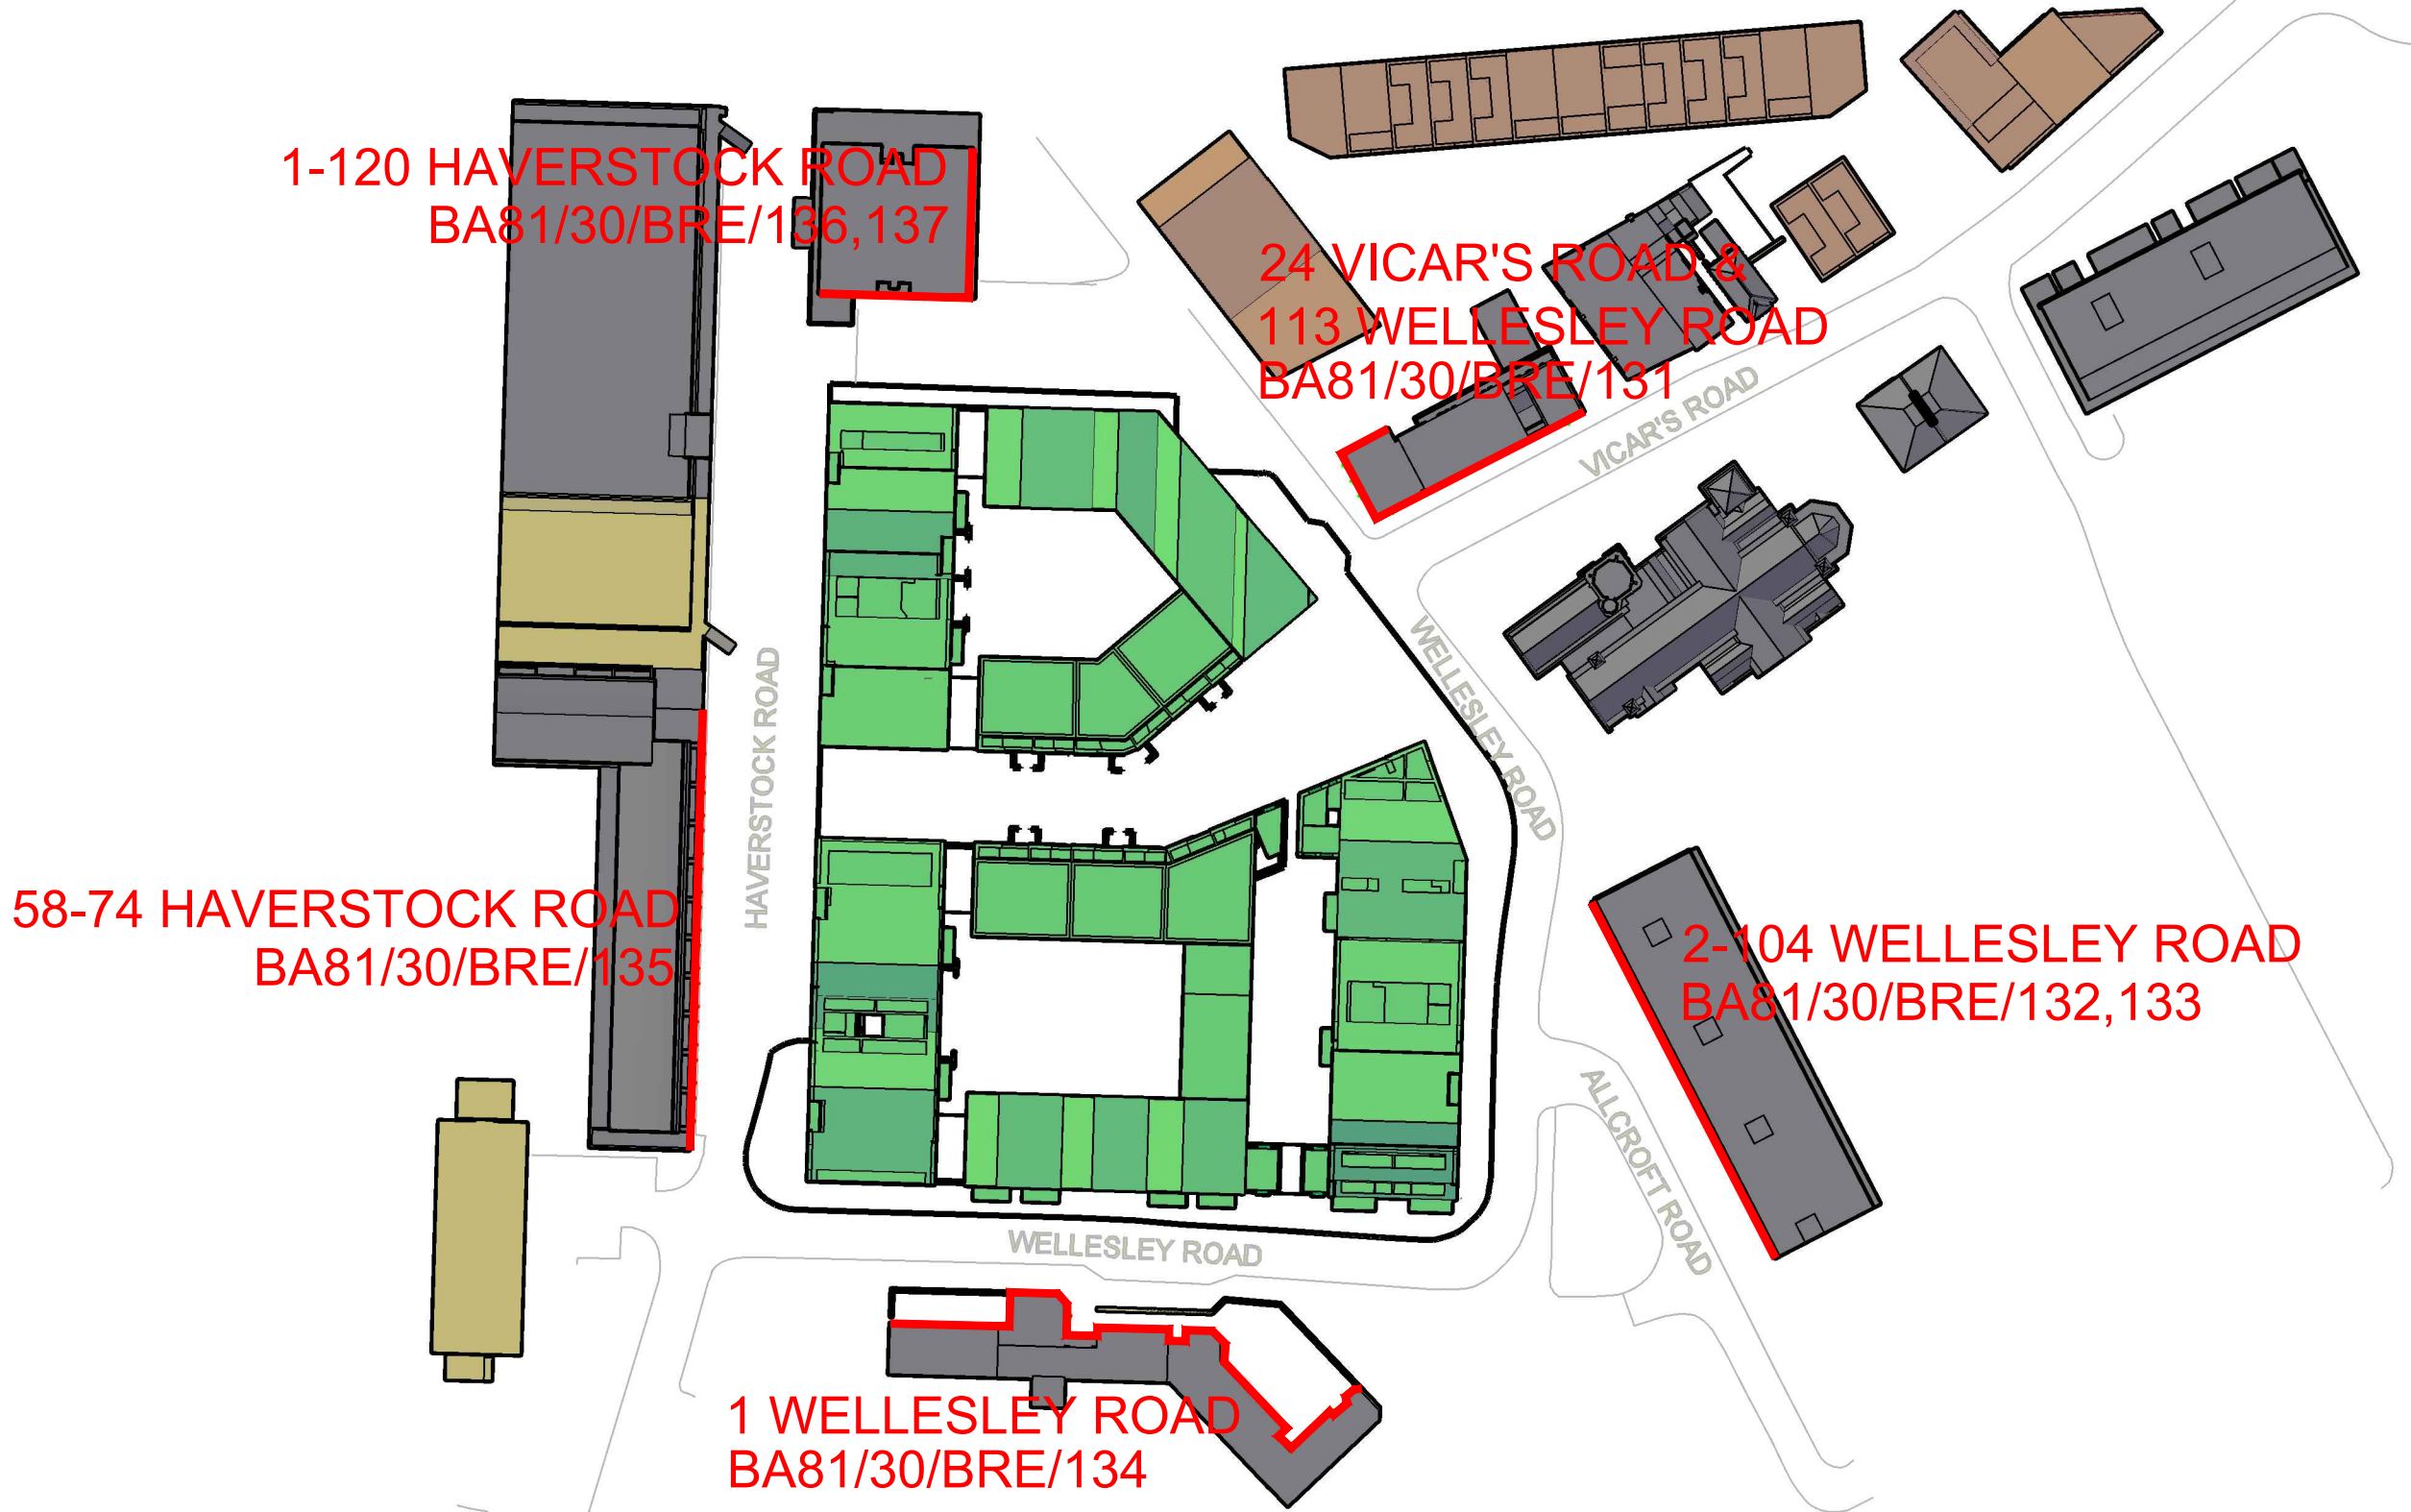 1-120 HAVERSTOCK ROAD
BA81/30/BRE/136,137
24 VICAR'S ROAD &
113 WELLESLEY ROAD
BA81/30/BRE/131
VICAR'S ROAD
HAVERSTOCK ROAD
WELLESLEY ROAD
58-74 HAVERSTOCK ROAD
BA81/30/BRE/135
2-104 WELLESLEY ROAD
BA81/30/BRE/132,133
ALLCROFT ROAD
WELLESLEY ROAD
1 WELLESLEY ROAD
BA81/30/BRE/134